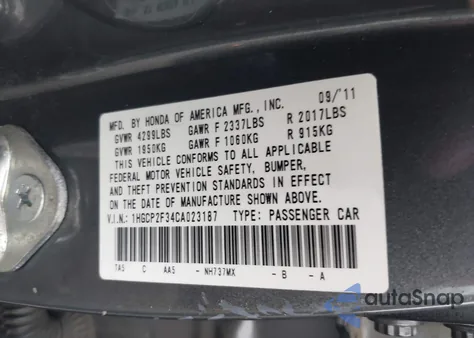 MFD. BY HONDA OF AMERICA MFG., INC. 09/'11
GVWR 4299LBS GAWR F 2337LBS R 2017LBS
GVWR 1950KG GAWR F 1060KG R 915KG
THIS VEHICLE CONFORMS TO ALL APPLICABLE
FEDERAL MOTOR VEHICLE SAFETY, BUMPER,
AND THEFT PREVENTION STANDARDS IN EFFECT
ON THE DATE OF MANUFACTURE SHOWN ABOVE.
V.I.N.: 1HGCP2F34CA023187 TYPE: PASSENGER CAR
TA5 C AA5 - NH737MX - B - A
autoSnap